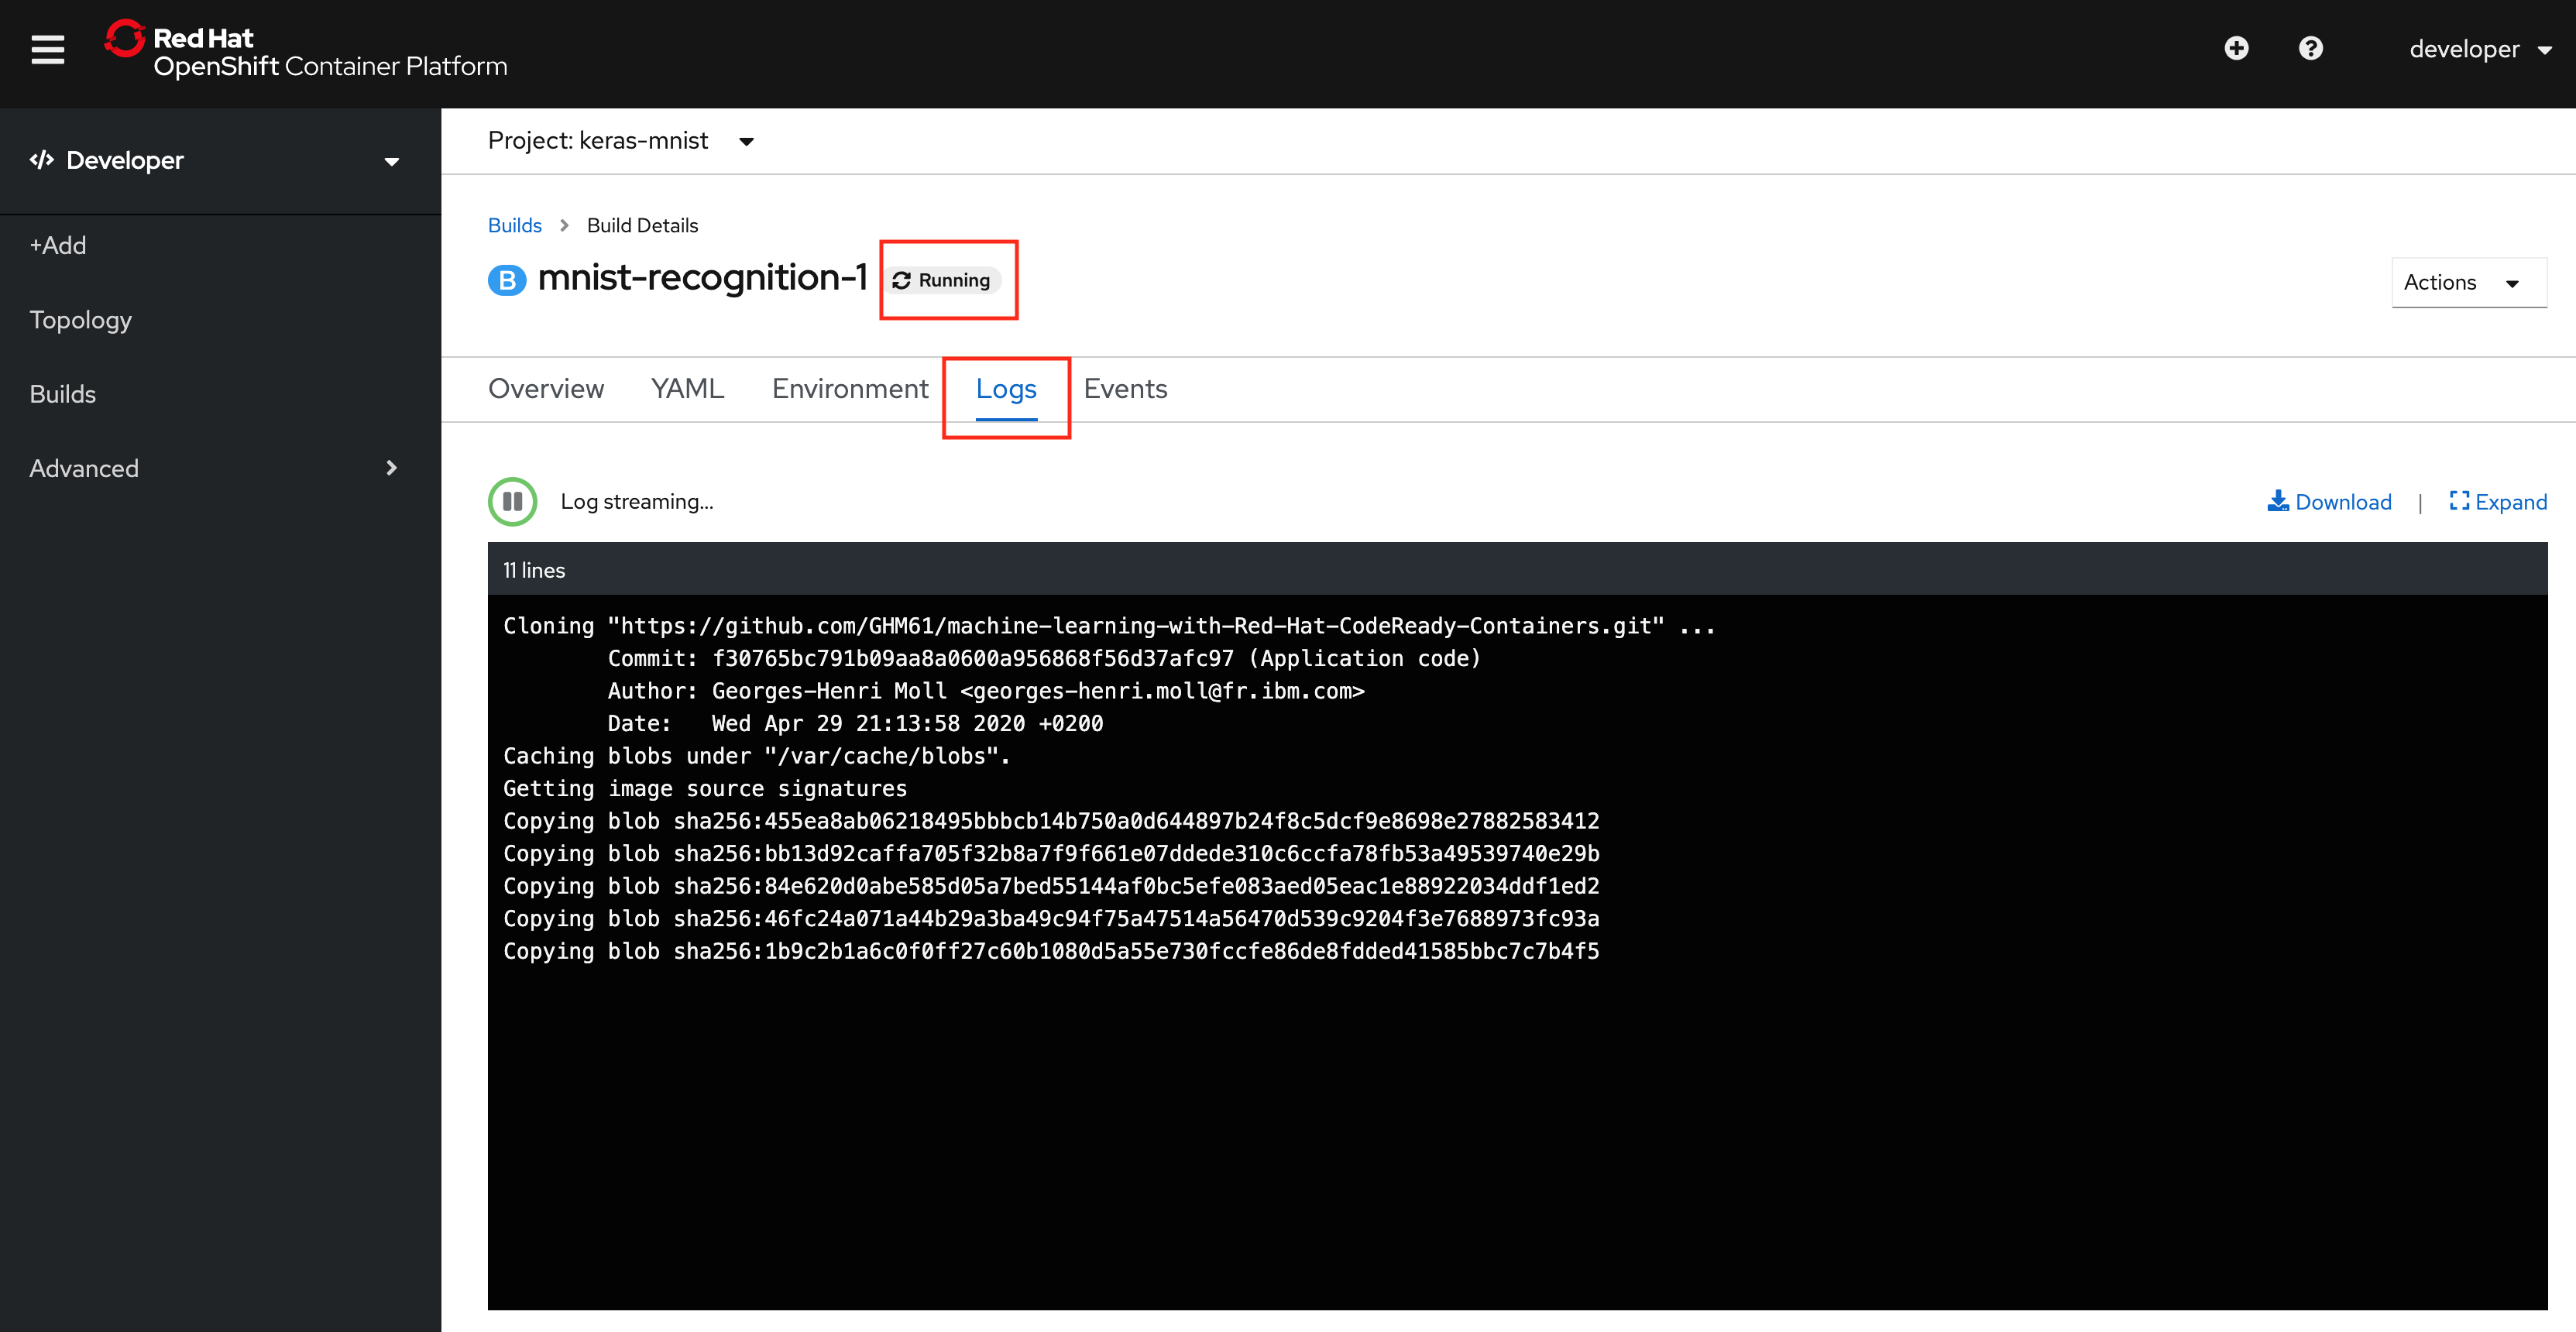 Red Hat
OpenShift Container Platform
developer
Developer
+Add
Topology
Builds
Advanced
Project: keras-mnist
Builds > Build Details
B mnist-recognition-1 Running
Actions
Overview YAML Environment Logs Events
Log streaming...
Download | Expand
11 lines
Cloning "https://github.com/GHM61/machine-learning-with-Red-Hat-CodeReady-Containers.git" ...
Commit: f30765bc791b09aa8a0600a956868f56d37afc97 (Application code)
Author: Georges-Henri Moll <georges-henri.moll@fr.ibm.com>
Date:   Wed Apr 29 21:13:58 2020 +0200
Caching blobs under "/var/cache/blobs".
Getting image source signatures
Copying blob sha256:455ea8ab06218495bbbcb14b750a0d644897b24f8c5dcf9e8698e27882583412
Copying blob sha256:bb13d92caffa705f32b8a7f9f661e07ddede310c6ccfa78fb53a49539740e29b
Copying blob sha256:84e620d0abe585d05a7bed55144af0bc5efe083aed05eac1e88922034ddf1ed2
Copying blob sha256:46fc24a071a44b29a3ba49c94f75a47514a56470d539c9204f3e7688973fc93a
Copying blob sha256:1b9c2b1a6c0f0ff27c60b1080d5a55e730fccfe86de8fdded41585bbc7c7b4f5